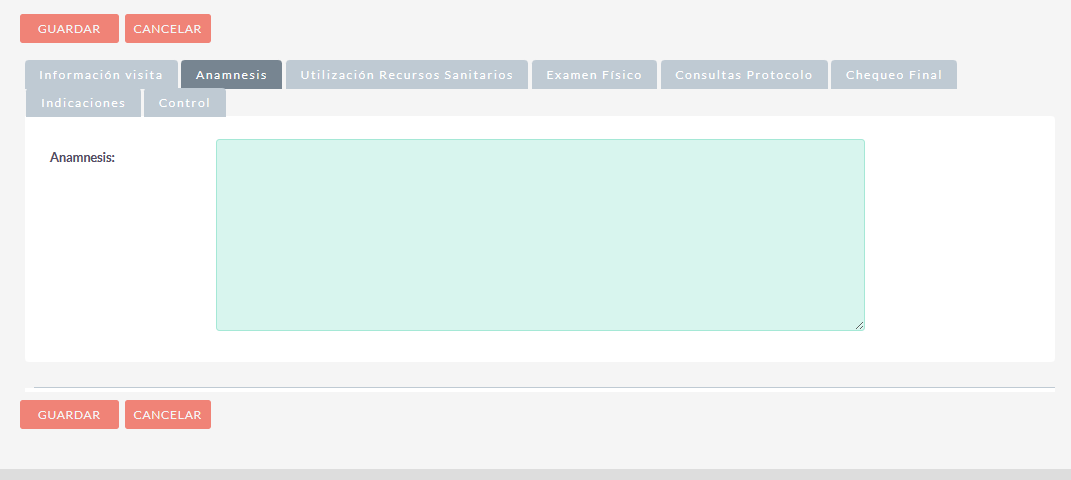 GUARDAR CANCELAR
Información visita Anamnesis Utilización Recursos Sanitarios Examen Físico Consultas Protocolo Chequeo Final
Indicaciones Control
Anamnesis:
GUARDAR CANCELAR